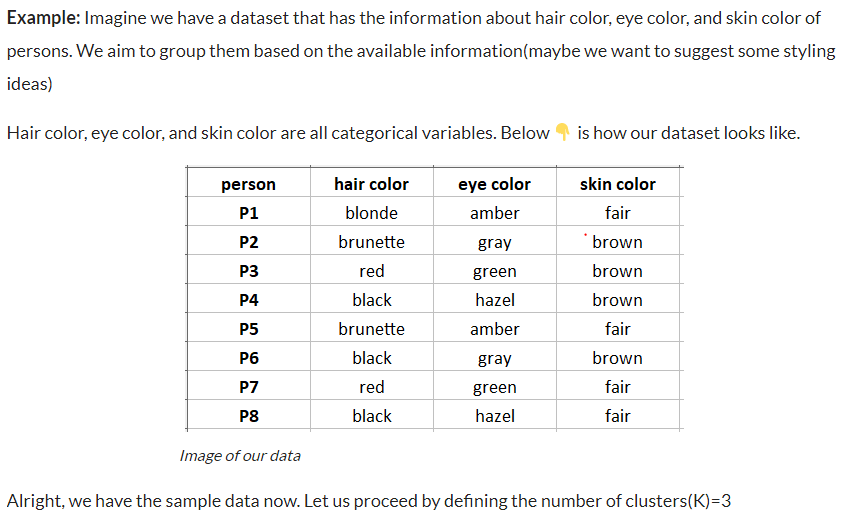 Example: Imagine we have a dataset that has the information about hair color, eye color, and skin color of
persons. We aim to group them based on the available information(maybe we want to suggest some styling
ideas)
Hair color, eye color, and skin color are all categorical variables. Below 👇 is how our dataset looks like.
person hair color eye color skin color
P1 blonde amber fair
P2 brunette gray brown
P3 red green brown
P4 black hazel brown
P5 brunette amber fair
P6 black gray brown
P7 red green fair
P8 black hazel fair
Image of our data
Alright, we have the sample data now. Let us proceed by defining the number of clusters(K)=3